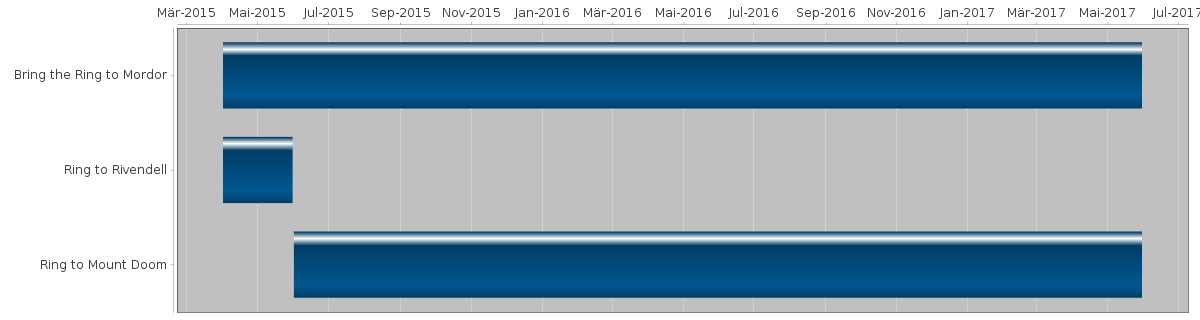 Mär-2015 Mai-2015 Jul-2015 Sep-2015 Nov-2015 Jan-2016 Mär-2016 Mai-2016 Jul-2016 Sep-2016 Nov-2016 Jan-2017 Mär-2017 Mai-2017 Jul-2017
Bring the Ring to Mordor
Ring to Rivendell
Ring to Mount Doom